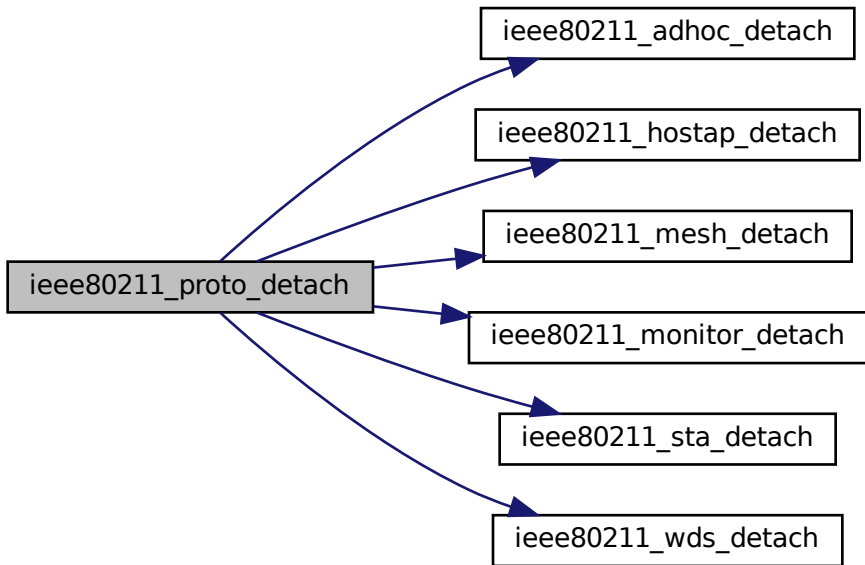 ieee80211_proto_detach
ieee80211_adhoc_detach
ieee80211_hostap_detach
ieee80211_mesh_detach
ieee80211_monitor_detach
ieee80211_sta_detach
ieee80211_wds_detach